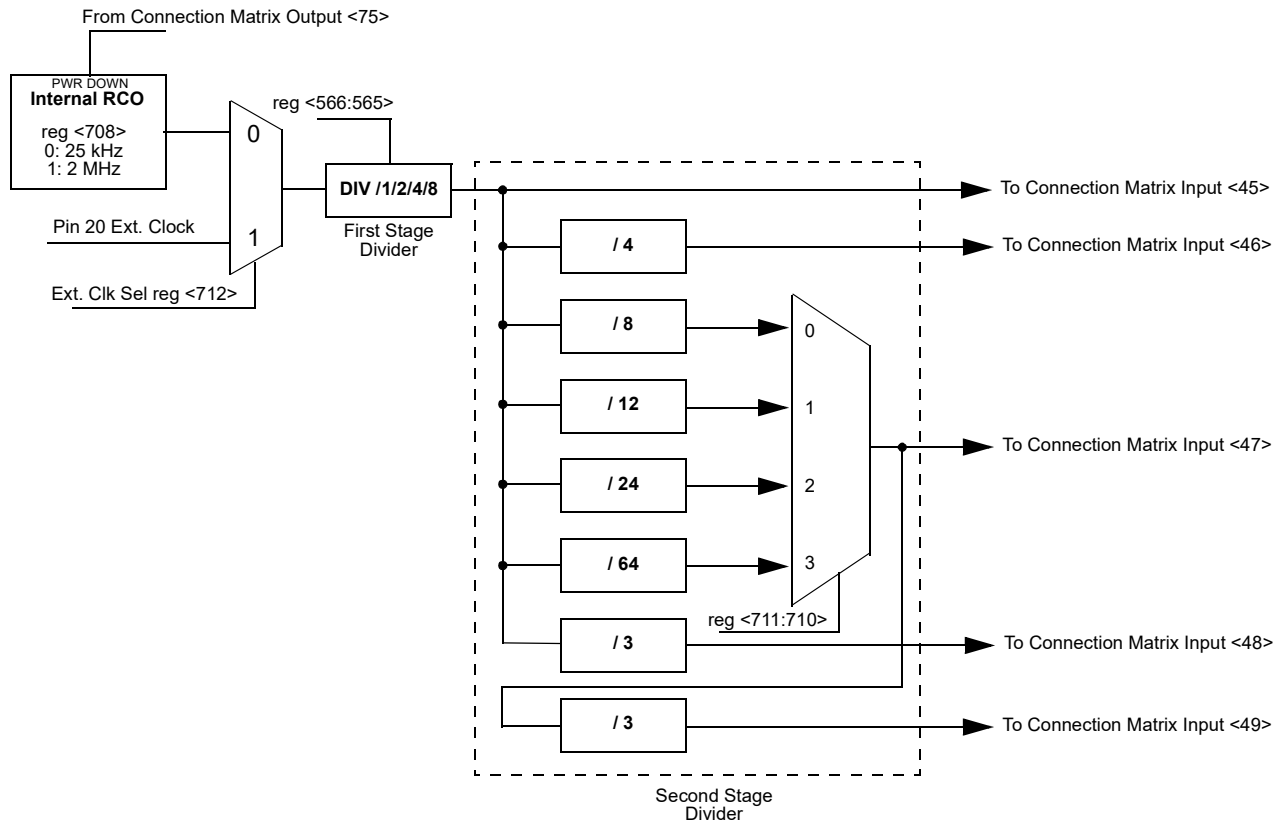 From Connection Matrix Output <75>
PWR DOWN
Internal RCO
reg <708>
0: 25 kHz
1: 2 MHz
0
Pin 20 Ext. Clock
1
Ext. Clk Sel reg <712>
reg <566:565>
DIV /1/2/4/8
First Stage
Divider
To Connection Matrix Input <45>
/ 4
To Connection Matrix Input <46>
/ 8
0
/ 12
1
To Connection Matrix Input <47>
/ 24
2
/ 64
3
reg <711:710>
/ 3
To Connection Matrix Input <48>
/ 3
To Connection Matrix Input <49>
Second Stage
Divider